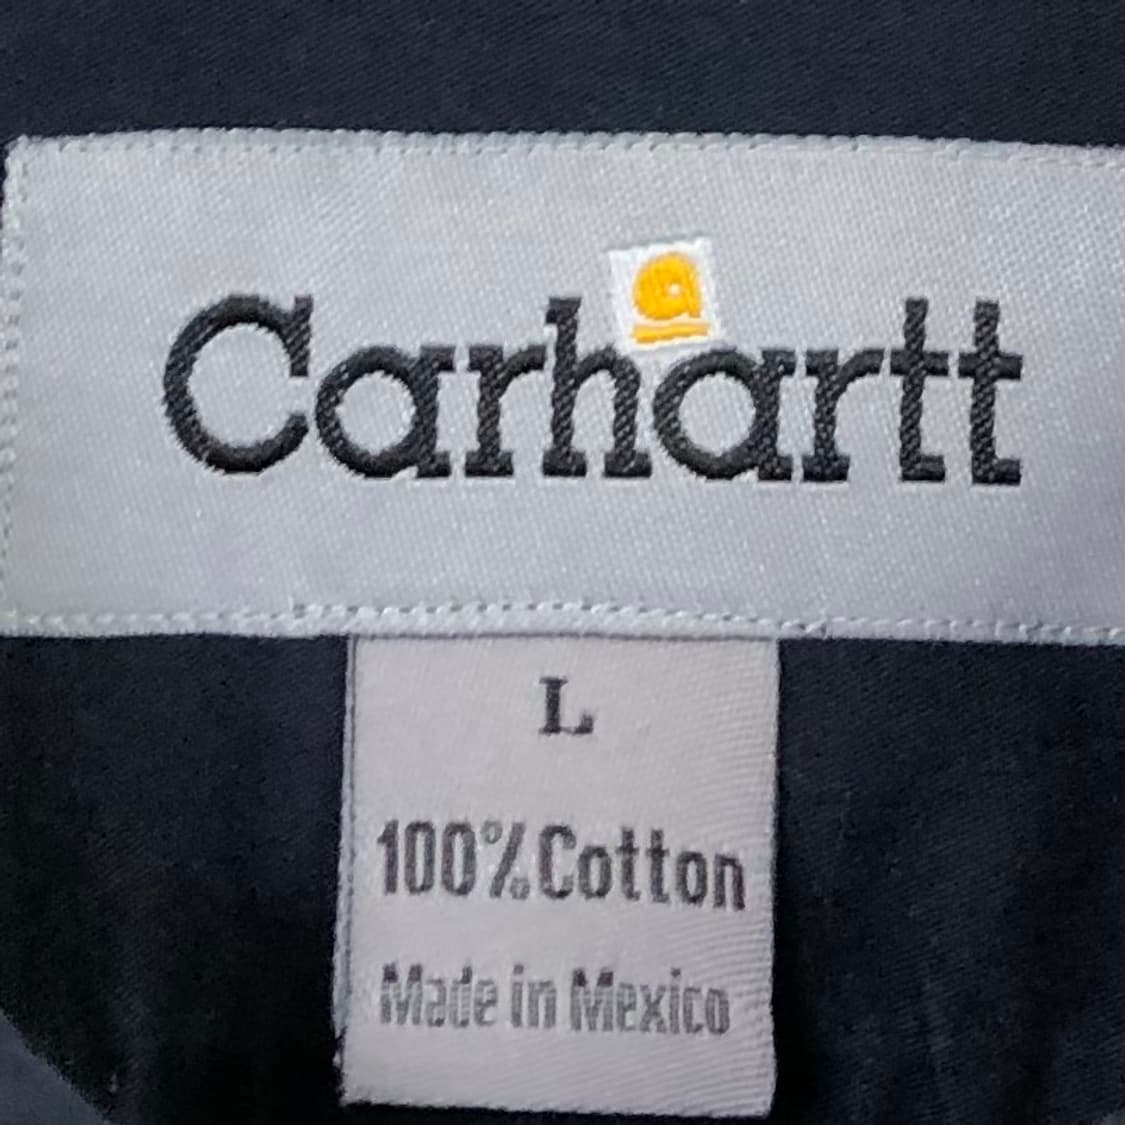 a
Carhartt
L
100% Cotton
Made in Mexico